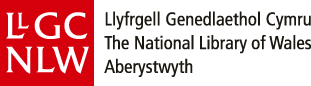 LLGC
NLW
Llyfrgell Genedlaethol Cymru
The National Library of Wales
Aberystwyth